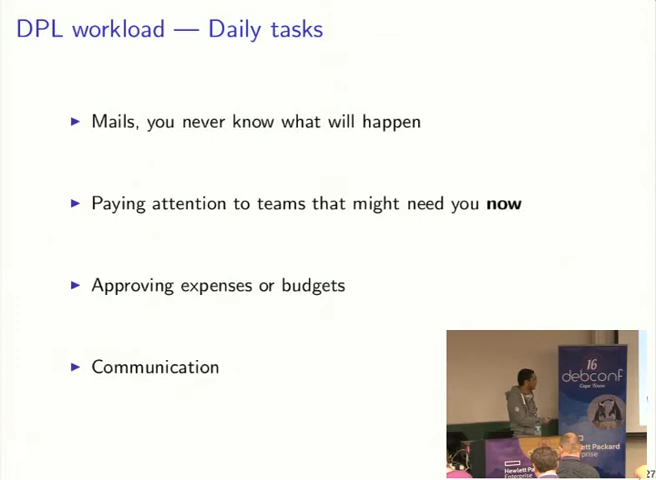 DPL workload — Daily tasks
Mails, you never know what will happen
Paying attention to teams that might need you now
Approving expenses or budgets
Communication
16
debconf
Cape Town
Hewlett Packard
Enterprise
27